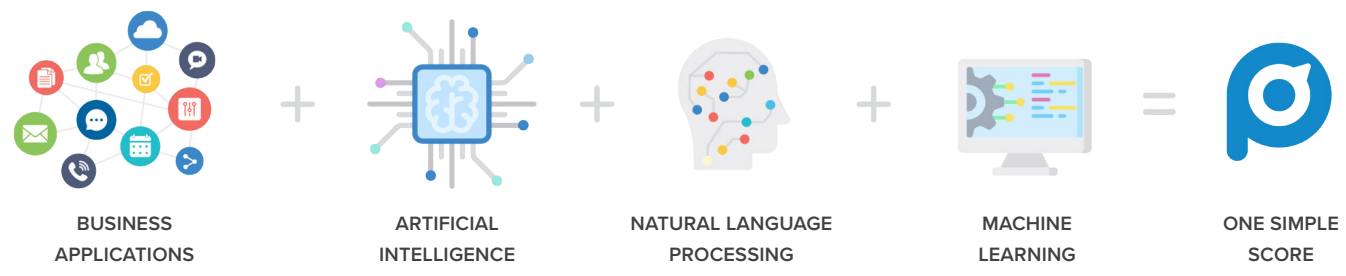 BUSINESS
APPLICATIONS
ARTIFICIAL
INTELLIGENCE
NATURAL LANGUAGE
PROCESSING
MACHINE
LEARNING
ONE SIMPLE
SCORE